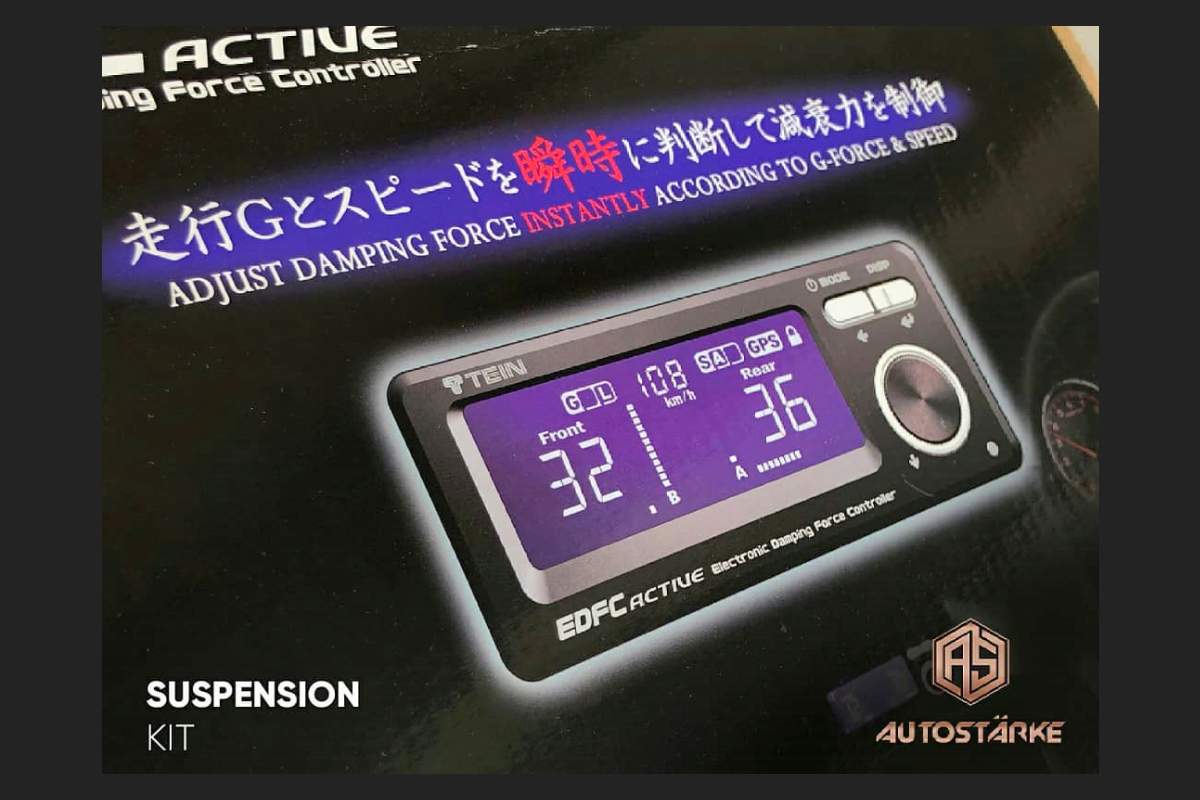 ACTIVE
ping Force Controller
走行Gとスピードを瞬時に判断して減衰力を制御
ADJUST DAMPING FORCE INSTANTLY ACCORDING TO G-FORCE & SPEED
MODE DISP
TEIN
G L 108 km/h S A GPS
Front Rear
32 36
B A
EDFC ACTIVE Electronic Damping Force Controller
SUSPENSION
KIT
AS
AUTOSTÄRKE